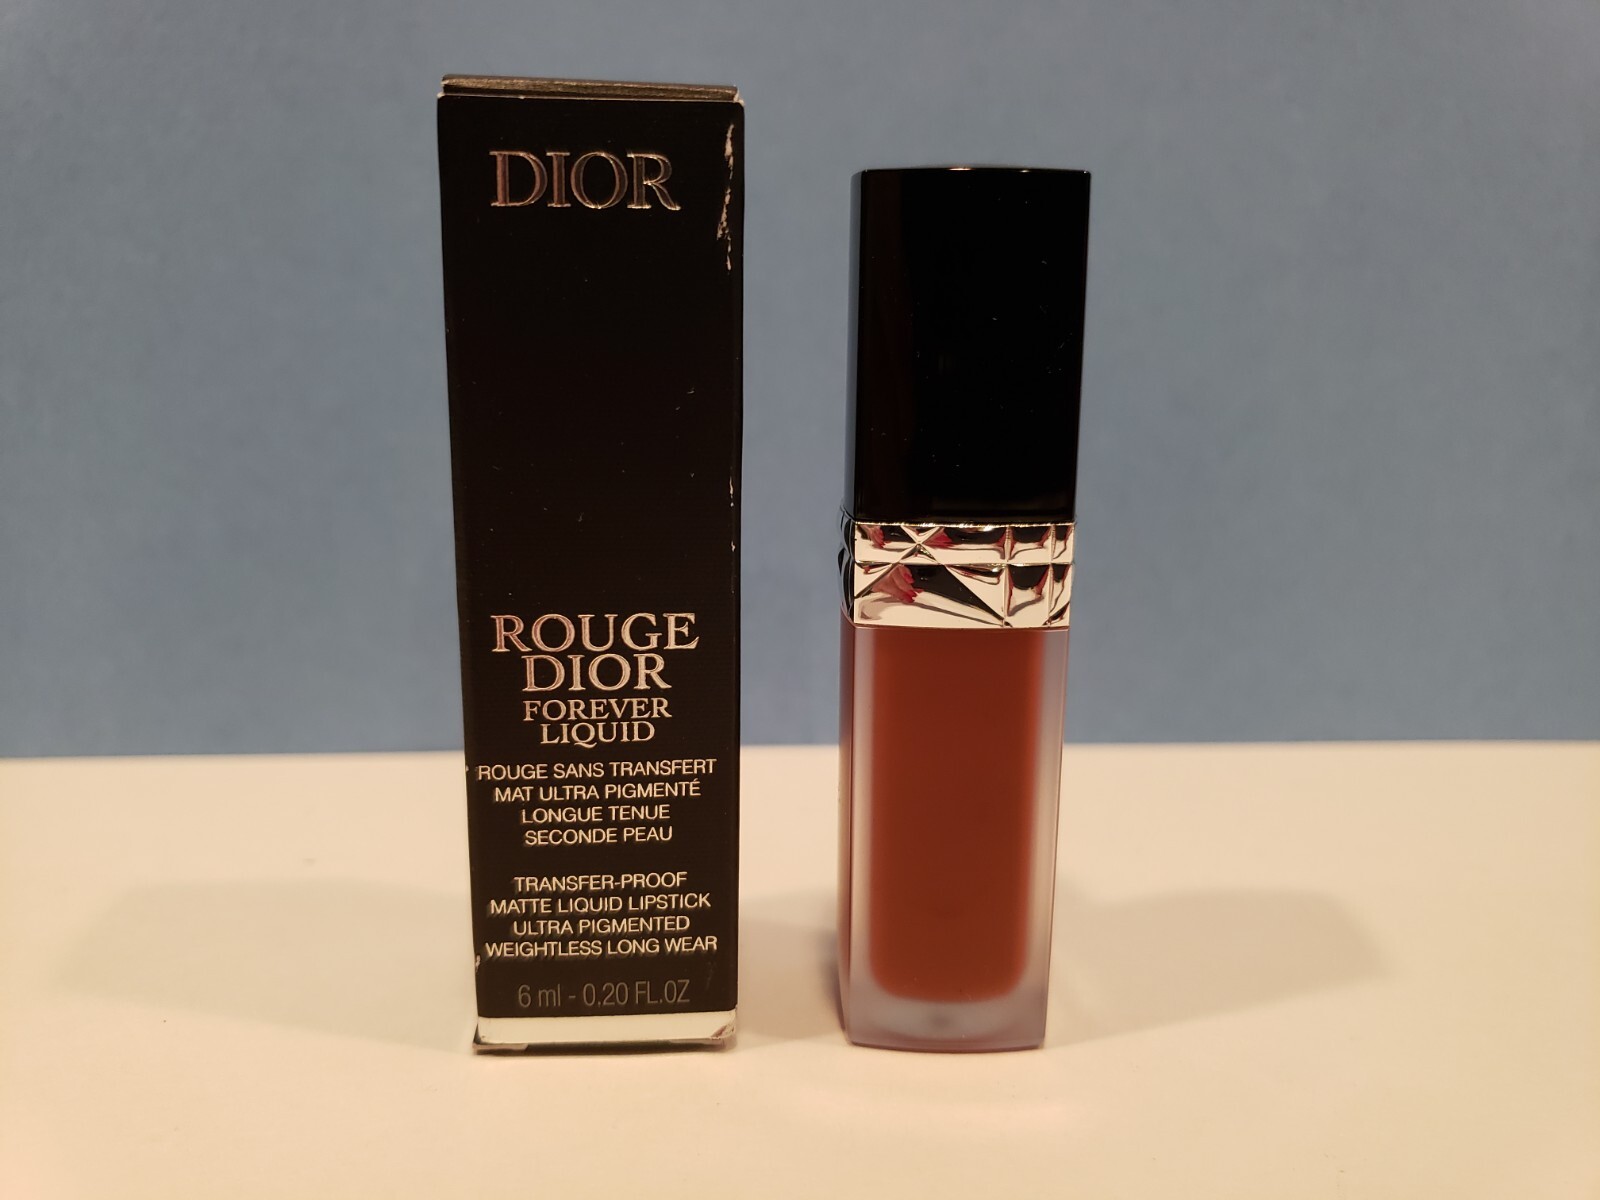 DIOR
ROUGE
DIOR
FOREVER
LIQUID
ROUGE SANS TRANSFERT
MAT ULTRA PIGMENTÉ
LONGUE TENUE
SECONDE PEAU
TRANSFER-PROOF
MATTE LIQUID LIPSTICK
ULTRA PIGMENTED
WEIGHTLESS LONG WEAR
6 ml - 0.20 FL.OZ